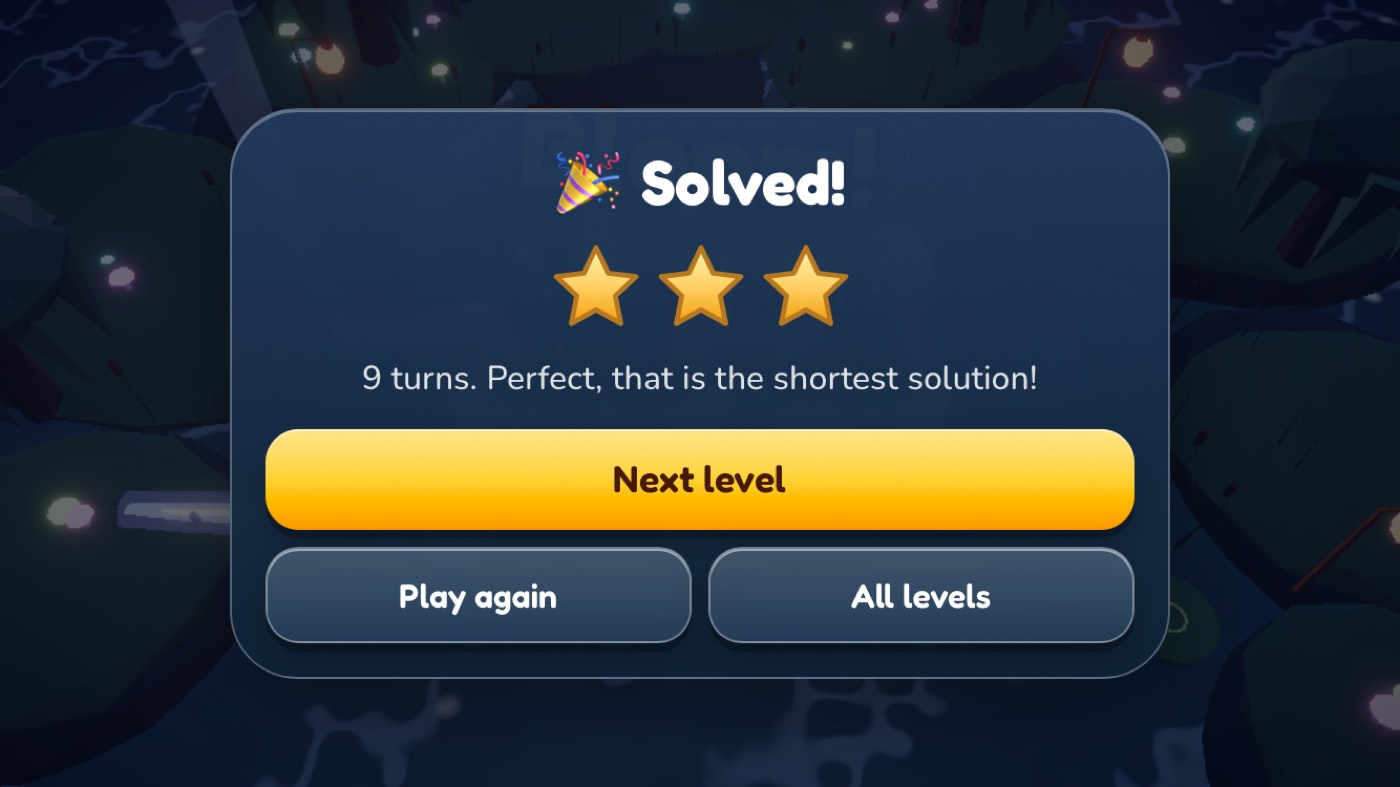 Solved!
9 turns. Perfect, that is the shortest solution!
Next level
Play again
All levels